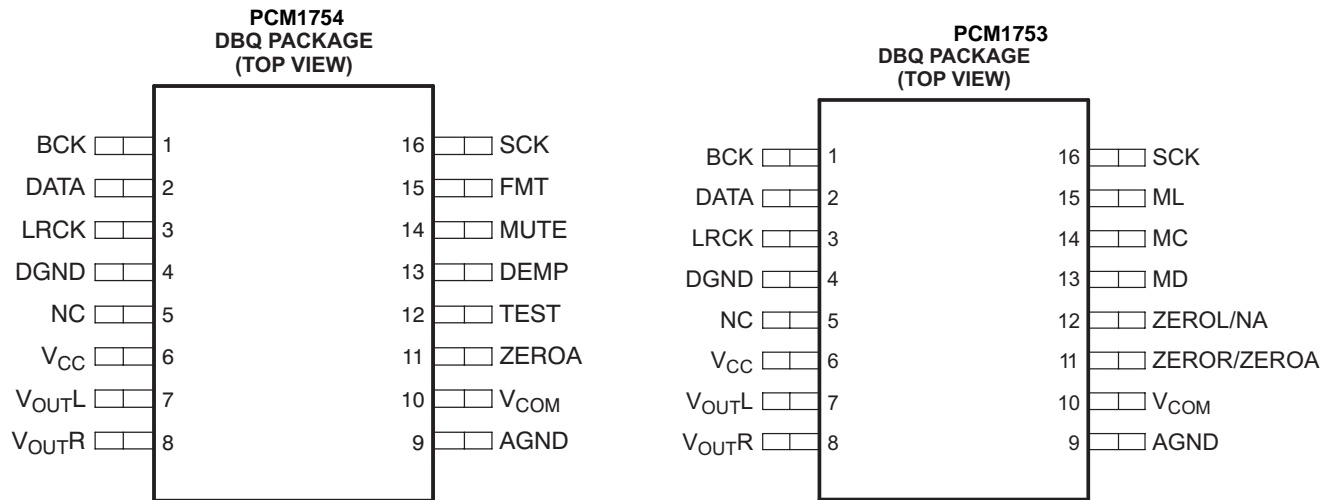 PCM1754
DBQ PACKAGE
(TOP VIEW)
BCK 1 16 SCK
DATA 2 15 FMT
LRCK 3 14 MUTE
DGND 4 13 DEMP
NC 5 12 TEST
VCC 6 11 ZEROA
VOUTL 7 10 VCOM
VOUTR 8 9 AGND
PCM1753
DBQ PACKAGE
(TOP VIEW)
BCK 1 16 SCK
DATA 2 15 ML
LRCK 3 14 MC
DGND 4 13 MD
NC 5 12 ZEROL/NA
VCC 6 11 ZEROR/ZEROA
VOUTL 7 10 VCOM
VOUTR 8 9 AGND